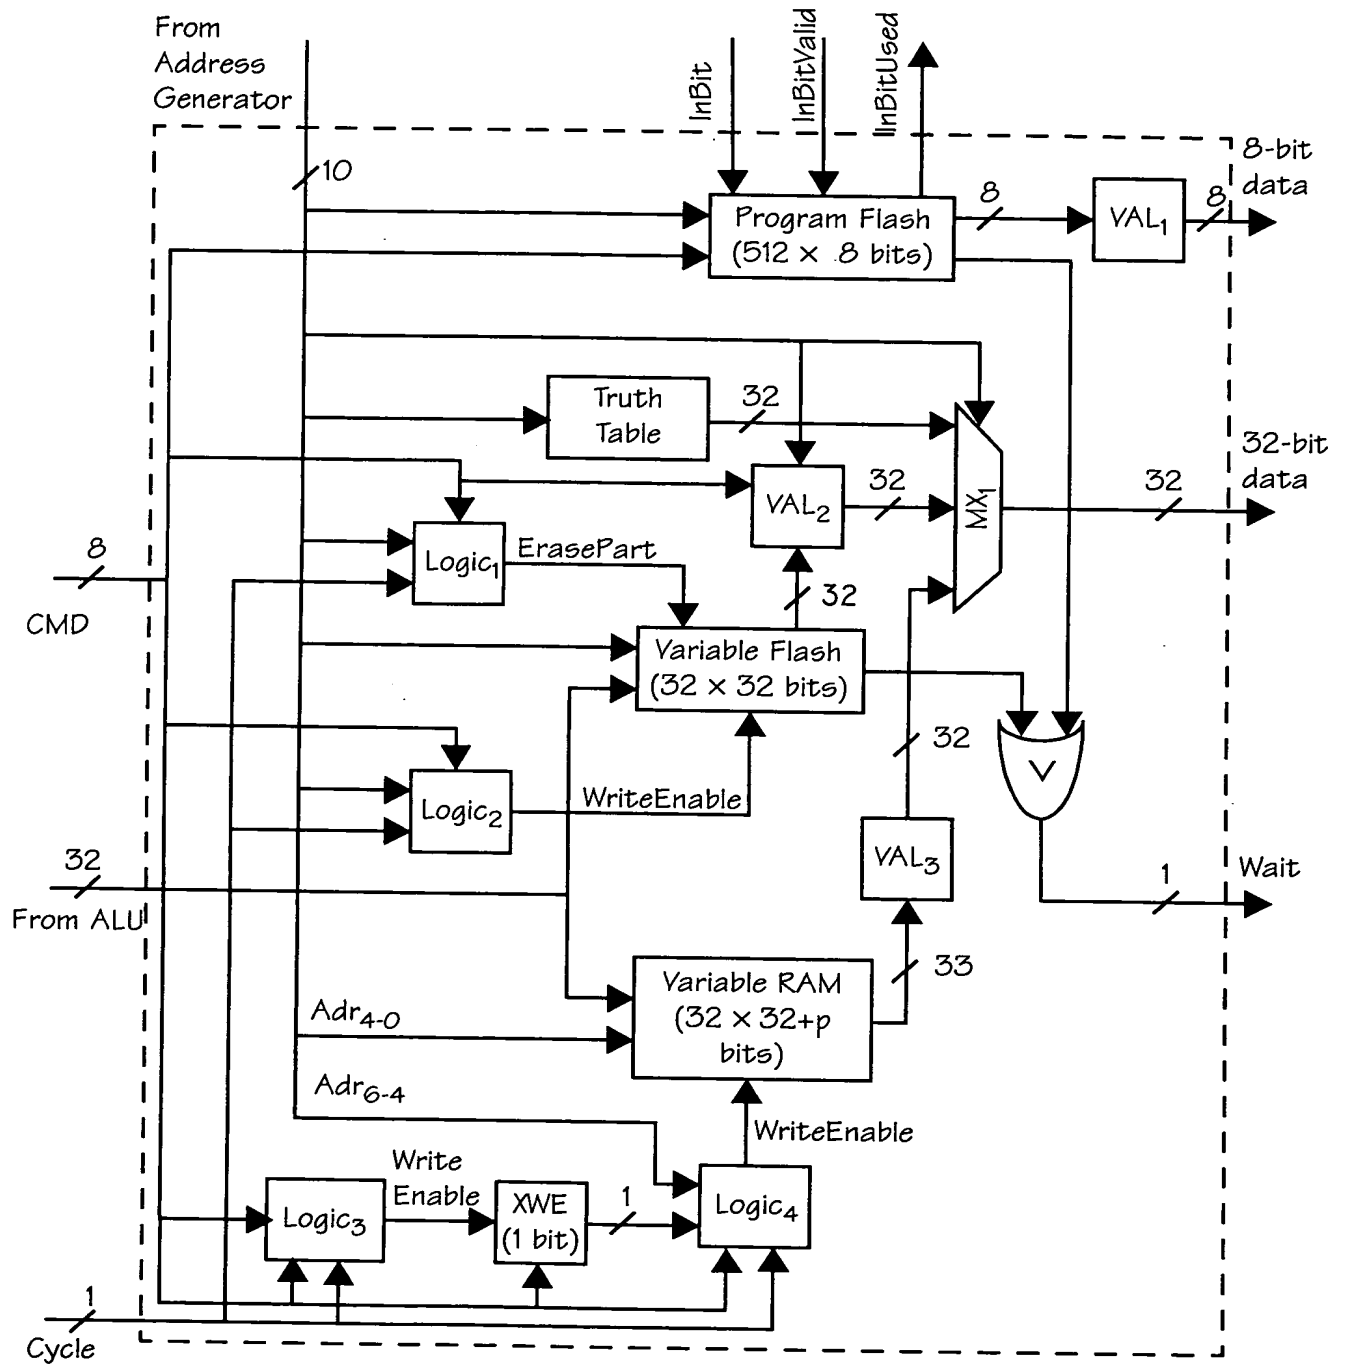 From
Address
Generator
InBit
InBitValid
InBitUsed
10
8-bit
data
Program Flash
(512 × 8 bits)
8
VAL1
8
Truth
Table
32
32-bit
data
VAL2
32
MX1
32
8
CMD
Logic1
ErasePart
32
Variable Flash
(32 × 32 bits)
32
V
Logic2
WriteEnable
32
From ALU
VAL3
1
Wait
33
Variable RAM
(32 × 32+p
bits)
Adr4-0
Adr6-4
WriteEnable
Write
Enable
Logic3
XWE
(1 bit)
1
Logic4
1
Cycle